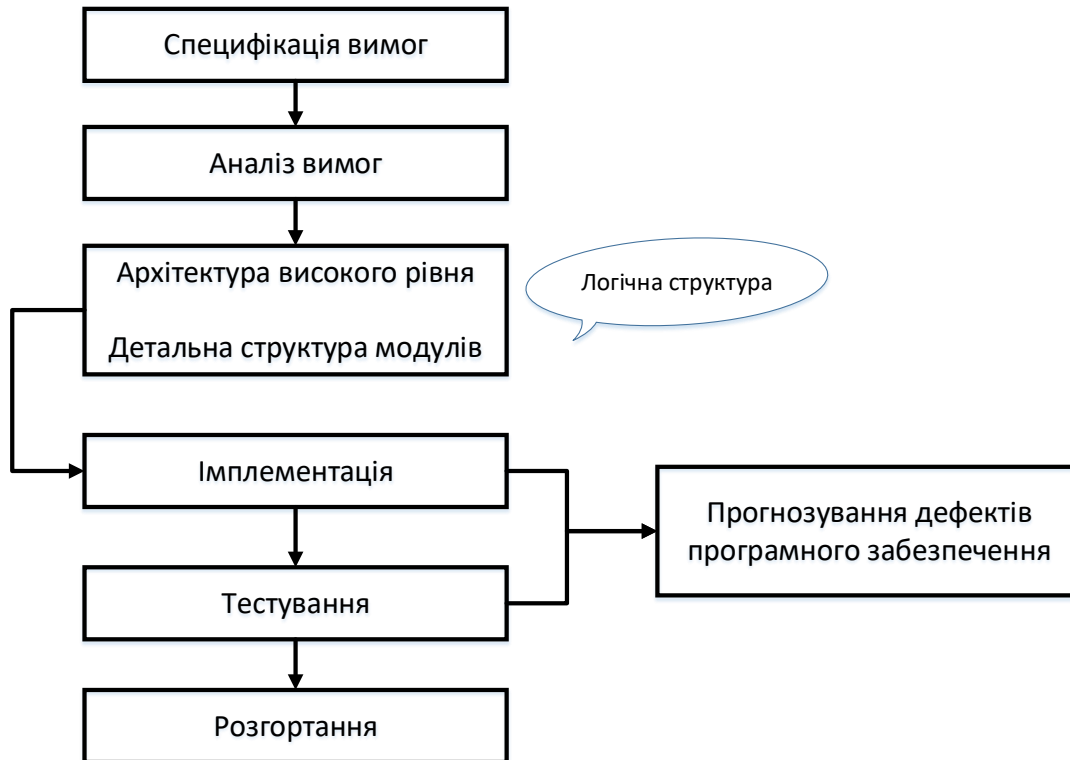 Специфікація вимог
Аналіз вимог
Архітектура високого рівня
Детальна структура модулів
Логічна структура
Імплементація
Прогнозування дефектів
програмного забезпечення
Тестування
Розгортання